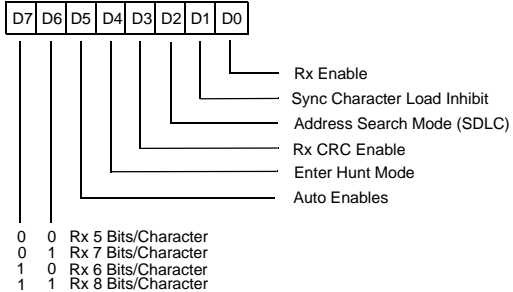 D7 D6 D5 D4 D3 D2 D1 D0
Rx Enable
Sync Character Load Inhibit
Address Search Mode (SDLC)
Rx CRC Enable
Enter Hunt Mode
Auto Enables
0 0 Rx 5 Bits/Character
0 1 Rx 7 Bits/Character
1 0 Rx 6 Bits/Character
1 1 Rx 8 Bits/Character